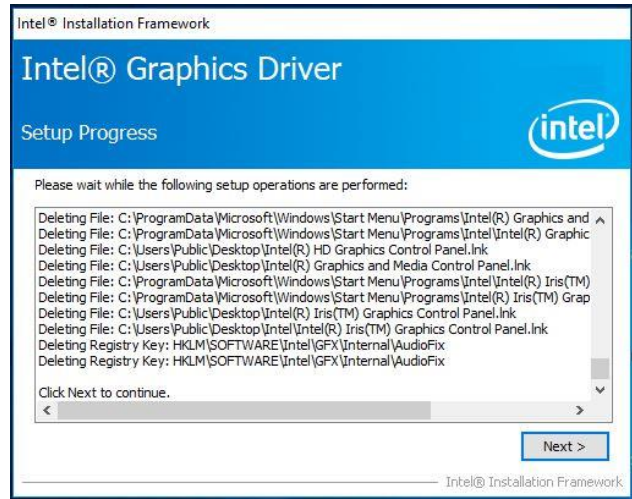 Intel® Installation Framework
Intel® Graphics Driver
Setup Progress
intel
Please wait while the following setup operations are performed:
Deleting File: C:\ProgramData\Microsoft\Windows\Start Menu\Programs\Intel(R) Graphics and
Deleting File: C:\ProgramData\Microsoft\Windows\Start Menu\Programs\Intel\Intel(R) Graphic
Deleting File: C:\Users\Public\Desktop\Intel(R) HD Graphics Control Panel.lnk
Deleting File: C:\Users\Public\Desktop\Intel(R) Graphics and Media Control Panel.lnk
Deleting File: C:\ProgramData\Microsoft\Windows\Start Menu\Programs\Intel\Intel(R) Iris(TM)
Deleting File: C:\ProgramData\Microsoft\Windows\Start Menu\Programs\Intel(R) Iris(TM) Grap
Deleting File: C:\Users\Public\Desktop\Intel(R) Iris(TM) Graphics Control Panel.lnk
Deleting File: C:\Users\Public\Desktop\Intel\Intel(R) Iris(TM) Graphics Control Panel.lnk
Deleting Registry Key: HKLM\SOFTWARE\Intel\GFX\Internal\AudioFix
Deleting Registry Key: HKLM\SOFTWARE\Intel\GFX\Internal\AudioFix
Click Next to continue.
Next >
Intel® Installation Framework